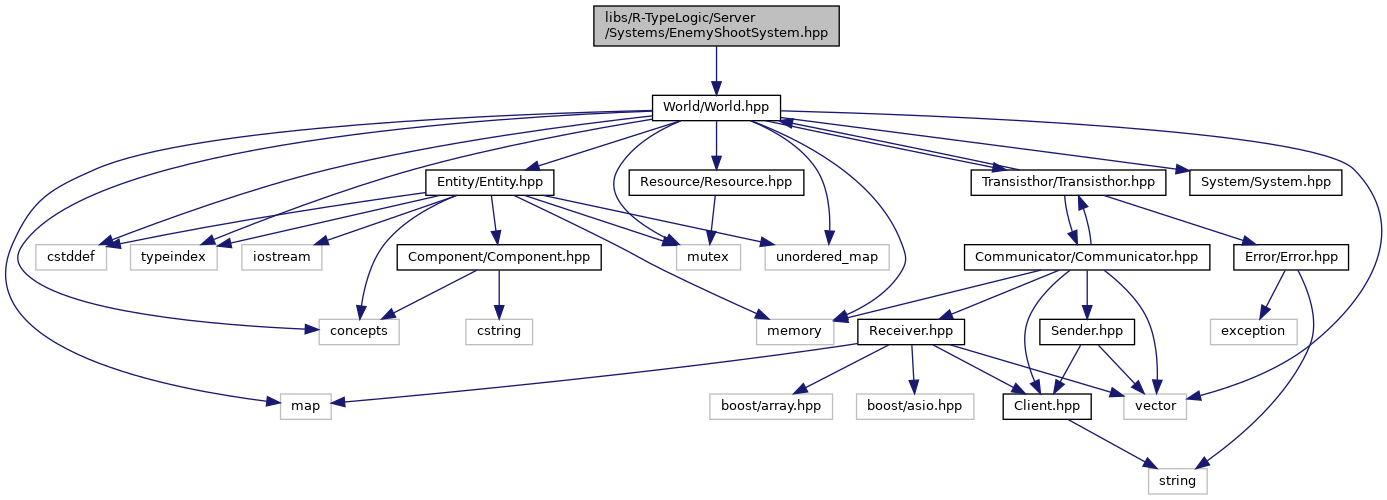 libs/R-TypeLogic/Server
/Systems/EnemyShootSystem.hpp
World/World.hpp
Entity/Entity.hpp
Resource/Resource.hpp
Transisthor/Transisthor.hpp
System/System.hpp
cstddef
typeindex
iostream
Component/Component.hpp
mutex
unordered_map
Communicator/Communicator.hpp
Error/Error.hpp
concepts
cstring
memory
Receiver.hpp
Sender.hpp
exception
map
boost/array.hpp
boost/asio.hpp
Client.hpp
vector
string